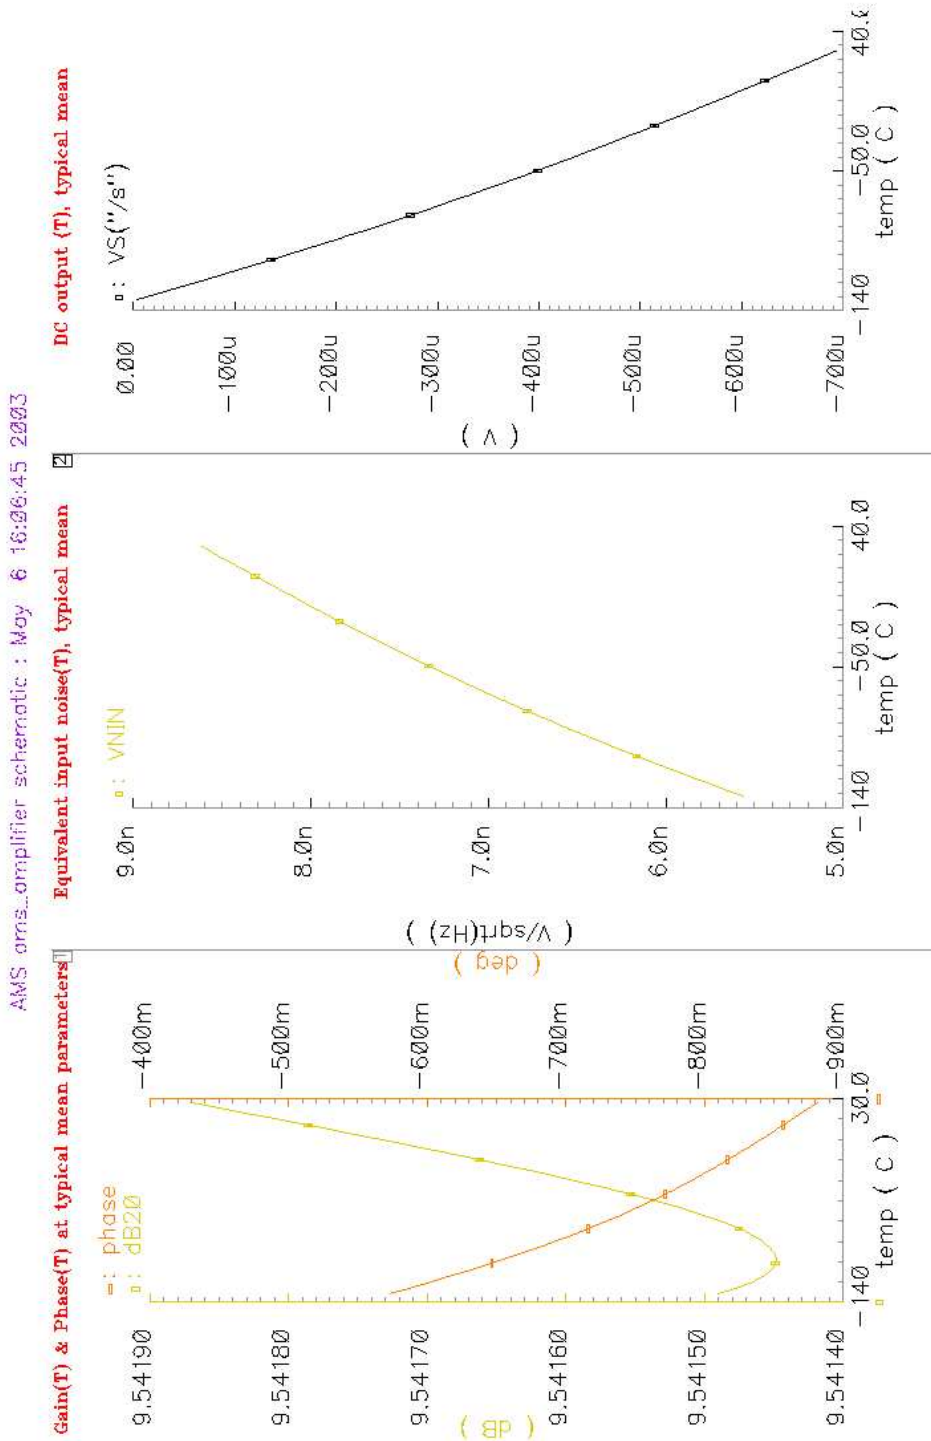 AMS ams_amplifier schematic : May 6 16:06:45 2003
Gain(T) & Phase(T) at typical mean parameters
1
: phase
: dB20
9.54190
9.54180
9.54170
9.54160
9.54150
9.54140
( dB )
-400m
-500m
-600m
-700m
-800m
-900m
( deg )
-140
30.0
temp ( C )
Equivalent input noise(T), typical mean
2
: VNIN
9.0n
8.0n
7.0n
6.0n
5.0n
( V/sqrt(Hz) )
-140
-50.0
40.0
temp ( C )
DC output (T), typical mean
: VS("/s")
0.00
-100u
-200u
-300u
-400u
-500u
-600u
-700u
( V )
-140
-50.0
40.0
temp ( C )